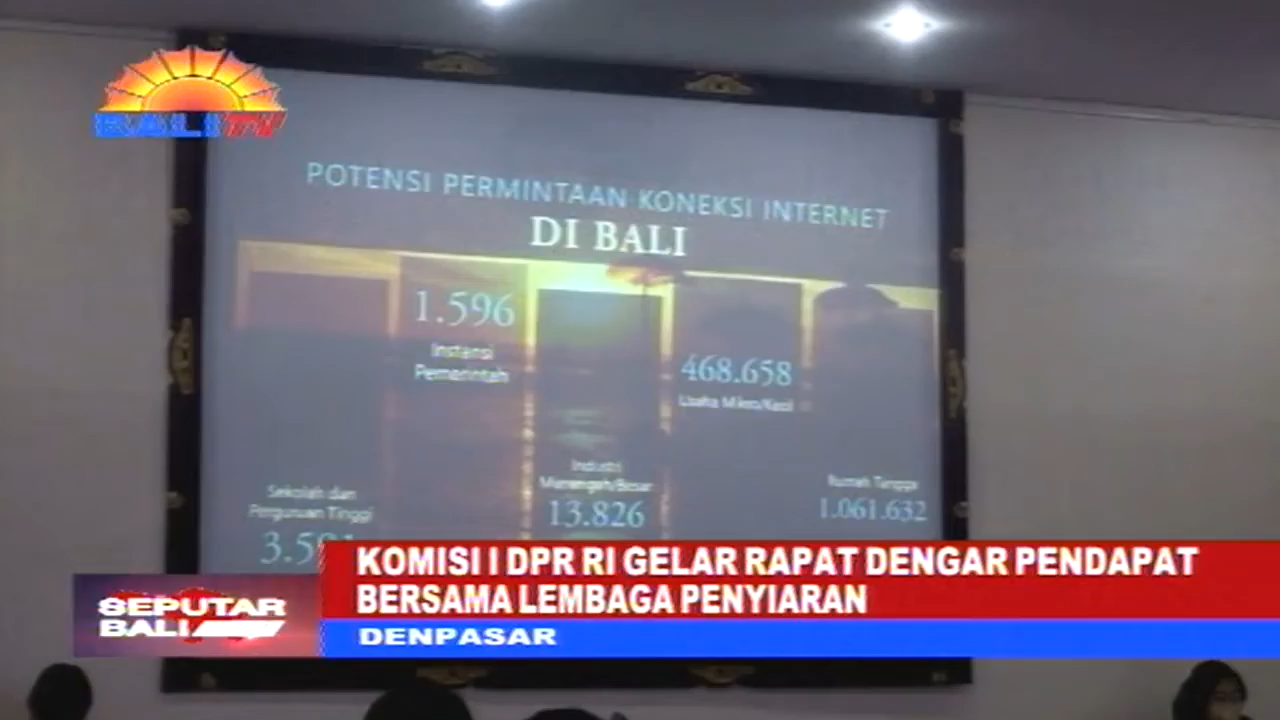 BALI TV
POTENSI PERMINTAAN KONEKSI INTERNET
DI BALI
1.596
Instansi
Pemerintah
468.658
Usaha Mikro/Kecil
Industri
Menengah/Besar
13.826
Rumah Tangga
1.061.632
Sekolah dan
Perguruan Tinggi
KOMISI I DPR RI GELAR RAPAT DENGAR PENDAPAT
BERSAMA LEMBAGA PENYIARAN
SEPUTAR
BALI
DENPASAR